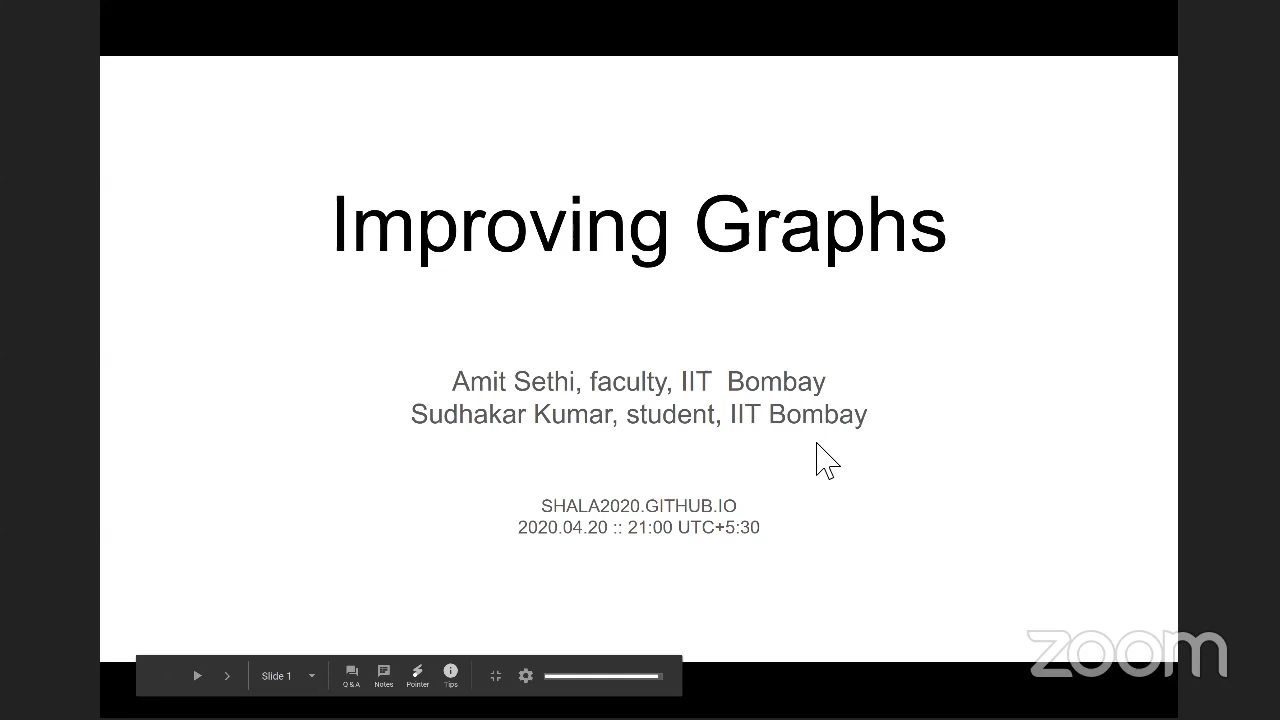 Improving Graphs
Amit Sethi, faculty, IIT Bombay
Sudhakar Kumar, student, IIT Bombay
SHALA2020.GITHUB.IO
2020.04.20 :: 21:00 UTC+5:30
zoom
Slide 1
Q & A
Notes
Pointer
Tips